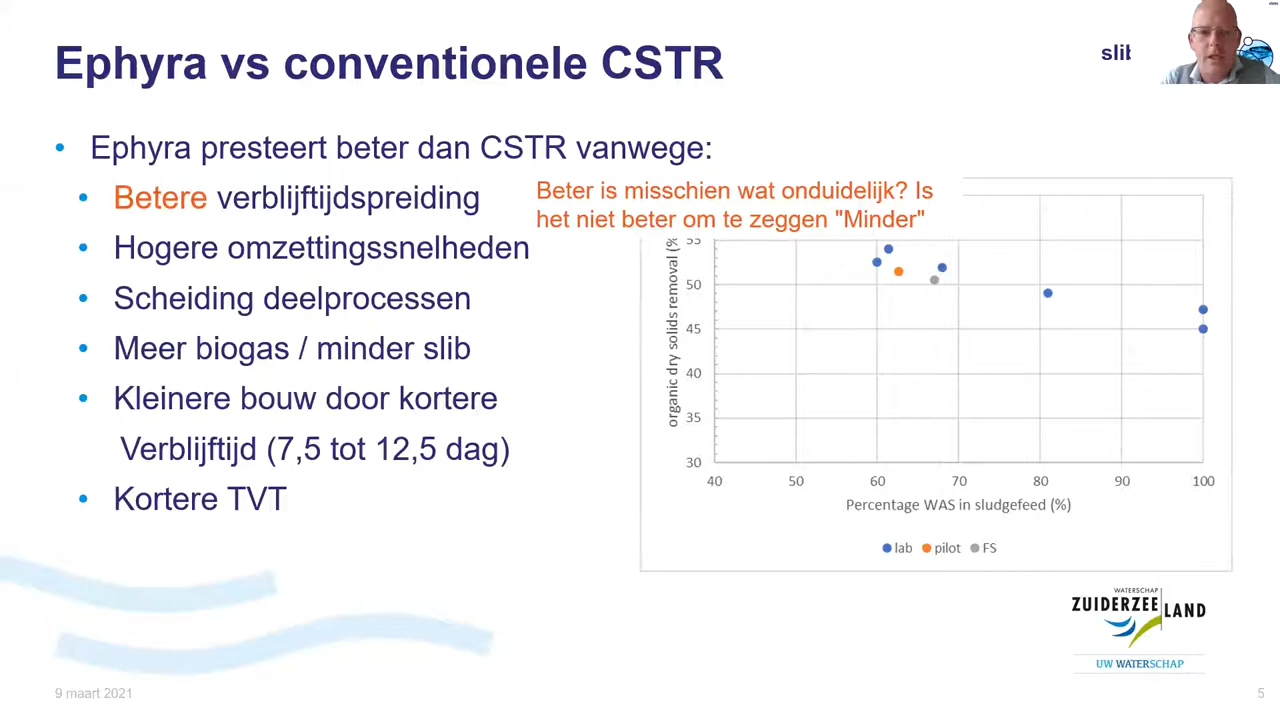 Ephyra vs conventionele CSTR
slib
• Ephyra presteert beter dan CSTR vanwege:
• Betere verblijftijdspreiding
Beter is misschien wat onduidelijk? Is
het niet beter om te zeggen "Minder"
• Hogere omzettingssnelheden
• Scheiding deelprocessen
• Meer biogas / minder slib
• Kleinere bouw door kortere
Verblijftijd (7,5 tot 12,5 dag)
• Kortere TVT
organic dry solids removal (%
55
50
45
40
35
30
40 50 60 70 80 90 100
Percentage WAS in sludgefeed (%)
lab pilot FS
WATERSCHAP
ZUIDERZEELAND
UW WATERSCHAP
9 maart 2021
5